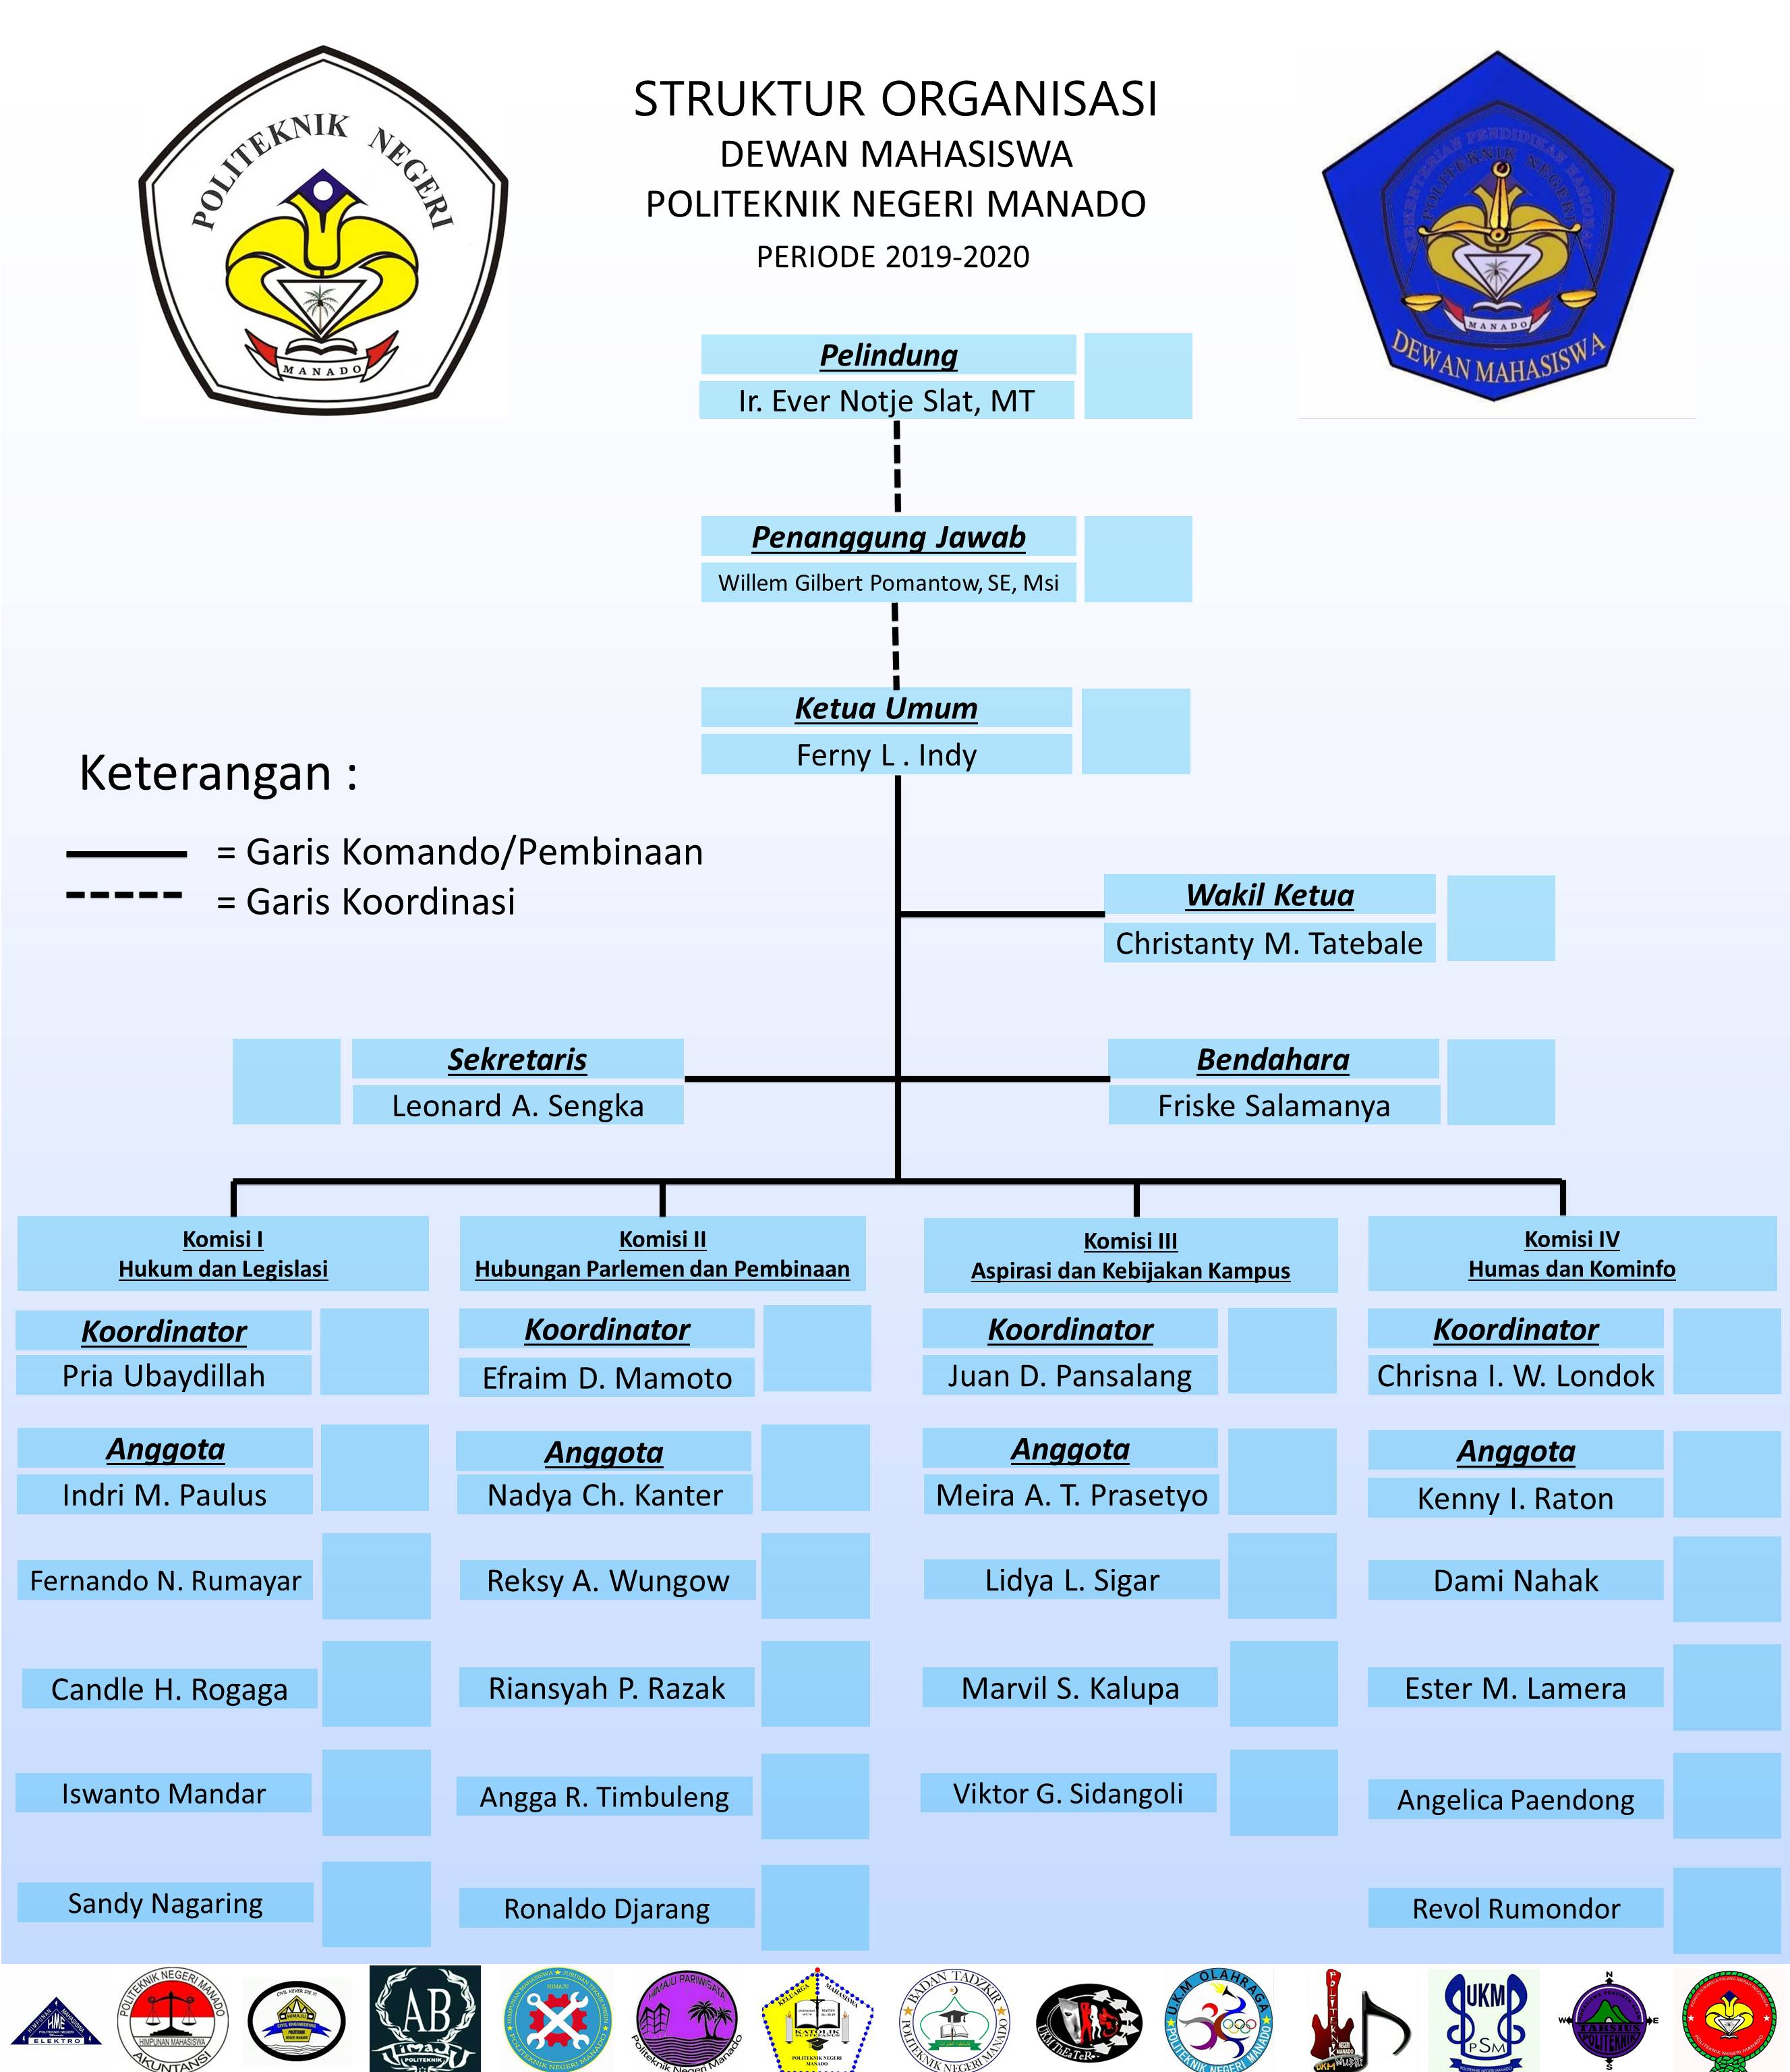 POLITEKNIK NEGERI
MANADO
STRUKTUR ORGANISASI
DEWAN MAHASISWA
POLITEKNIK NEGERI MANADO
PERIODE 2019-2020
POLITEKNIK NEGERI
MANADO
DEWAN MAHASISWA
Pelindung
Ir. Ever Notje Slat, MT
Penanggung Jawab
Willem Gilbert Pomantow, SE, Msi
Ketua Umum
Ferny L . Indy
Keterangan :
= Garis Komando/Pembinaan
= Garis Koordinasi
Wakil Ketua
Christanty M. Tatebale
Sekretaris
Leonard A. Sengka
Bendahara
Friske Salamanya
Komisi I
Hukum dan Legislasi
Koordinator
Pria Ubaydillah
Anggota
Indri M. Paulus
Fernando N. Rumayar
Candle H. Rogaga
Iswanto Mandar
Sandy Nagaring
Komisi II
Hubungan Parlemen dan Pembinaan
Koordinator
Efraim D. Mamoto
Anggota
Nadya Ch. Kanter
Reksy A. Wungow
Riansyah P. Razak
Angga R. Timbuleng
Ronaldo Djarang
Komisi III
Aspirasi dan Kebijakan Kampus
Koordinator
Juan D. Pansalang
Anggota
Meira A. T. Prasetyo
Lidya L. Sigar
Marvil S. Kalupa
Viktor G. Sidangoli
Komisi IV
Humas dan Kominfo
Koordinator
Chrisna I. W. Londok
Anggota
Kenny I. Raton
Dami Nahak
Ester M. Lamera
Angelica Paendong
Revol Rumondor
HME
ELEKTRO
POLITEKNIK NEGERI MANADO
HIMPUNAN MAHASISWA
AKUNTANSI
AB
POLITEKNIK
HIMAJU
POLITEKNIK NEGERI MANADO
HIMAJU PARIWISATA
Politeknik Negeri Manado
KELUARGA MAHASISWA
KATOLIK
POLITEKNIK NEGERI
MANADO
BADAN TADZKIR
POLITEKNIK NEGERI MANADO
UKM OLAHRAGA
POLITEKNIK NEGERI MANADO
UKM
PSM
N
W
E
S
TARSIUS
POLITEKNIK